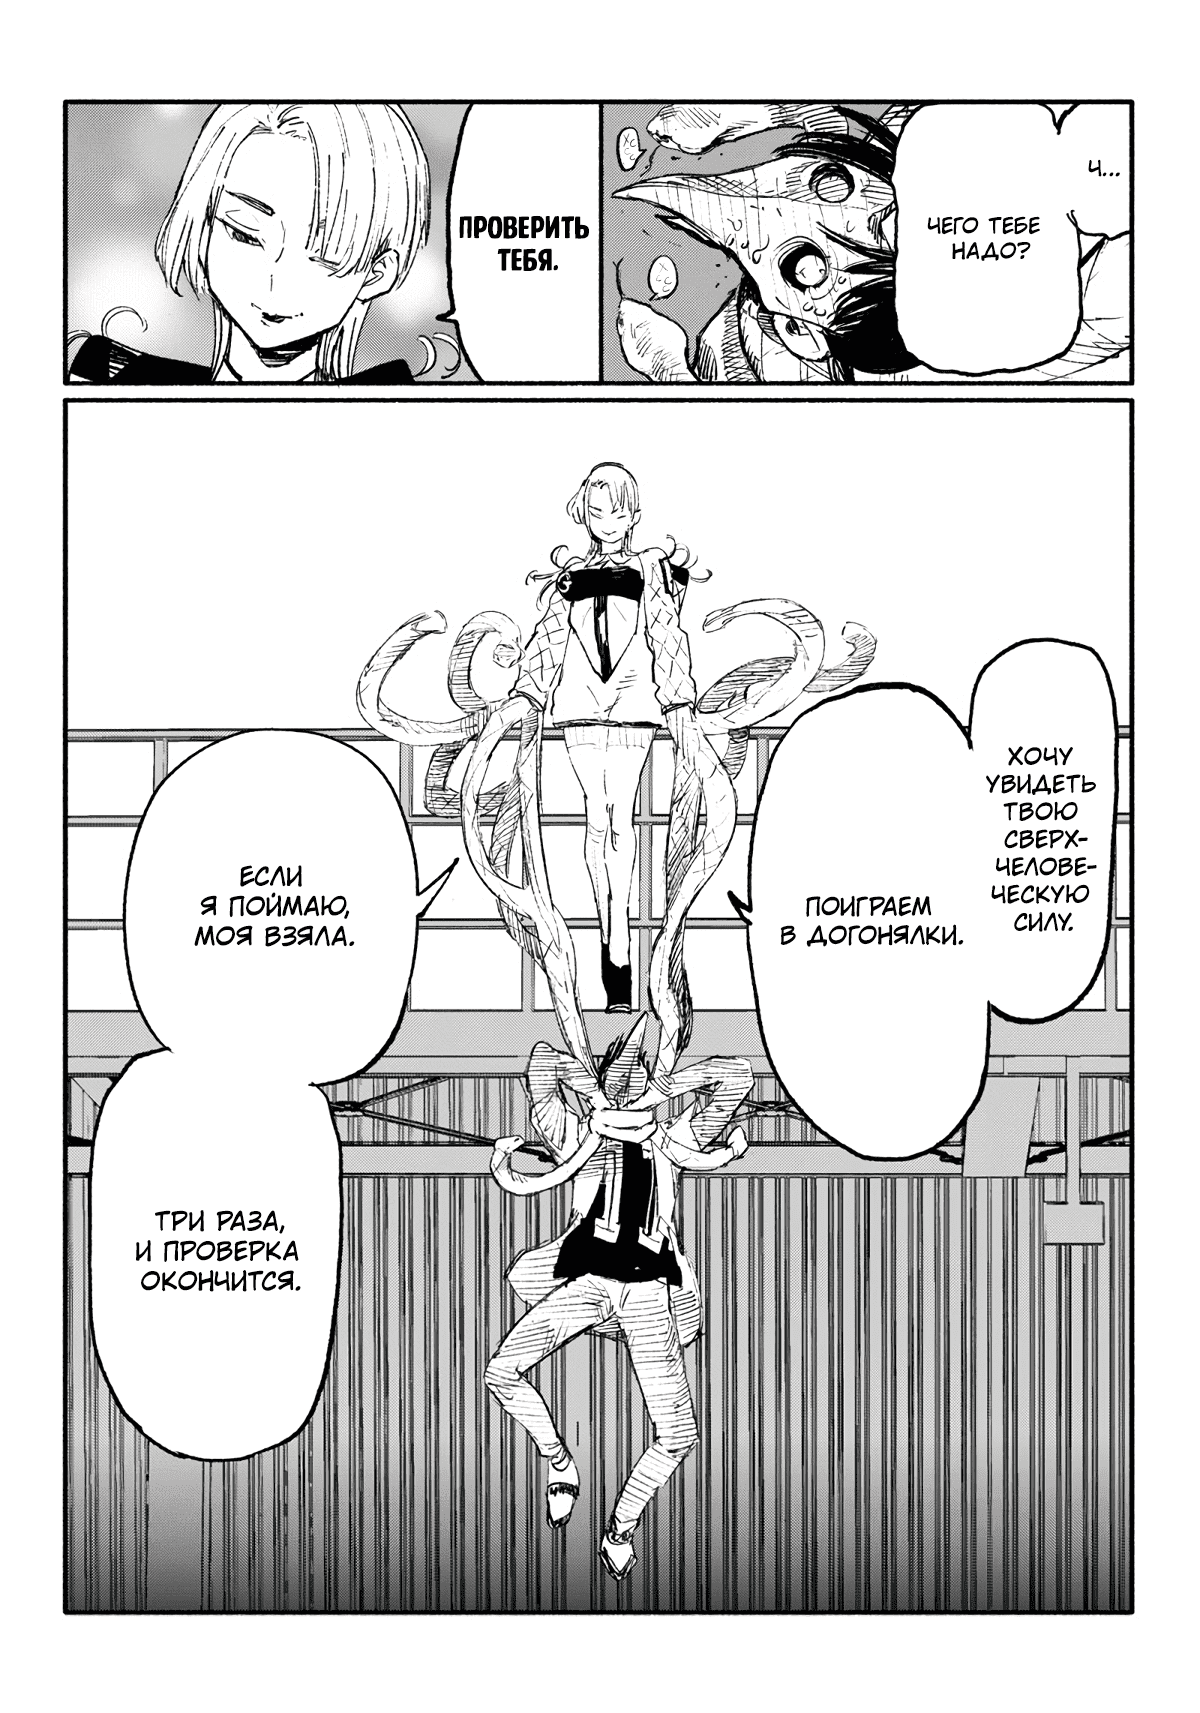 Ч...
ЧЕГО ТЕБЕ
НАДО?
ПРОВЕРИТЬ
ТЕБЯ.
ХОЧУ
УВИДЕТЬ
ТВОЮ
СВЕРХ-
ЧЕЛОВЕ-
ЧЕСКУЮ
СИЛУ.
ПОИГРАЕМ
В ДОГОНЯЛКИ.
ЕСЛИ
Я ПОЙМАЮ,
МОЯ ВЗЯЛА.
ТРИ РАЗА,
И ПРОВЕРКА
ОКОНЧИТСЯ.